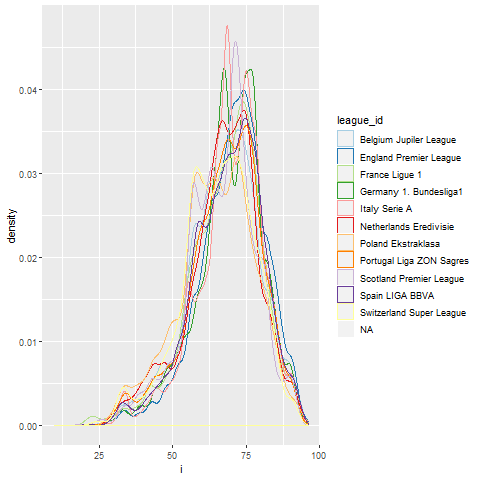 league_id
Belgium Jupiler League
England Premier League
France Ligue 1
Germany 1. Bundesliga1
Italy Serie A
Netherlands Eredivisie
Poland Ekstraklasa
Portugal Liga ZON Sagres
Scotland Premier League
Spain LIGA BBVA
Switzerland Super League
NA
density
0.04
0.03
0.02
0.01
0.00
25 50 75 100
i